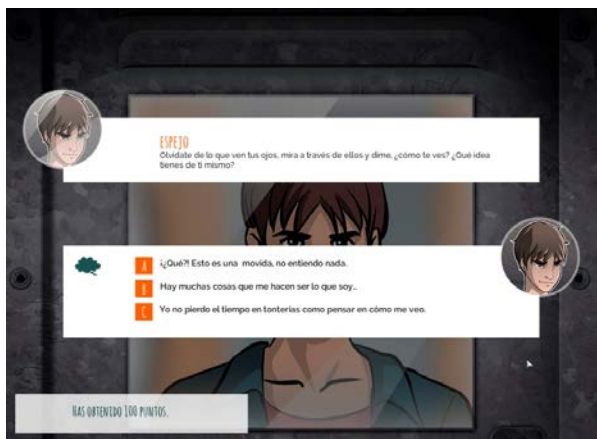 ESPEJO
Olvídate de lo que ven tus ojos, mira a través de ellos y dime, ¿cómo te ves? ¿Qué idea
tienes de ti mismo?
A ¡¿Qué?! Esto es una movida, no entiendo nada.
B Hay muchas cosas que me hacen ser lo que soy...
C Yo no pierdo el tiempo en tonterías como pensar en cómo me veo.
HAS OBTENIDO 100 PUNTOS.